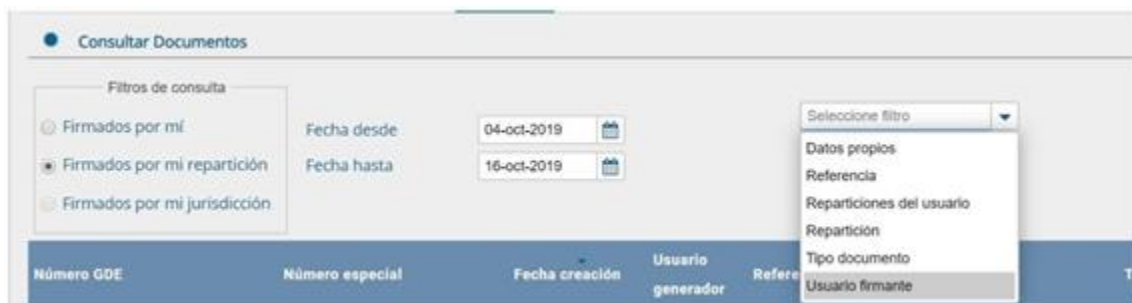 Consultar Documentos
Filtros de consulta
Firmados por mí
Firmados por mi repartición
Firmados por mi jurisdicción
Fecha desde 04-oct-2019
Fecha hasta 16-oct-2019
Seleccione filtro
Datos propios
Referencia
Reparticiones del usuario
Repartición
Tipo documento
Usuario firmante
Número GDE
Número especial
Fecha creación
Usuario
generador
Refere
T